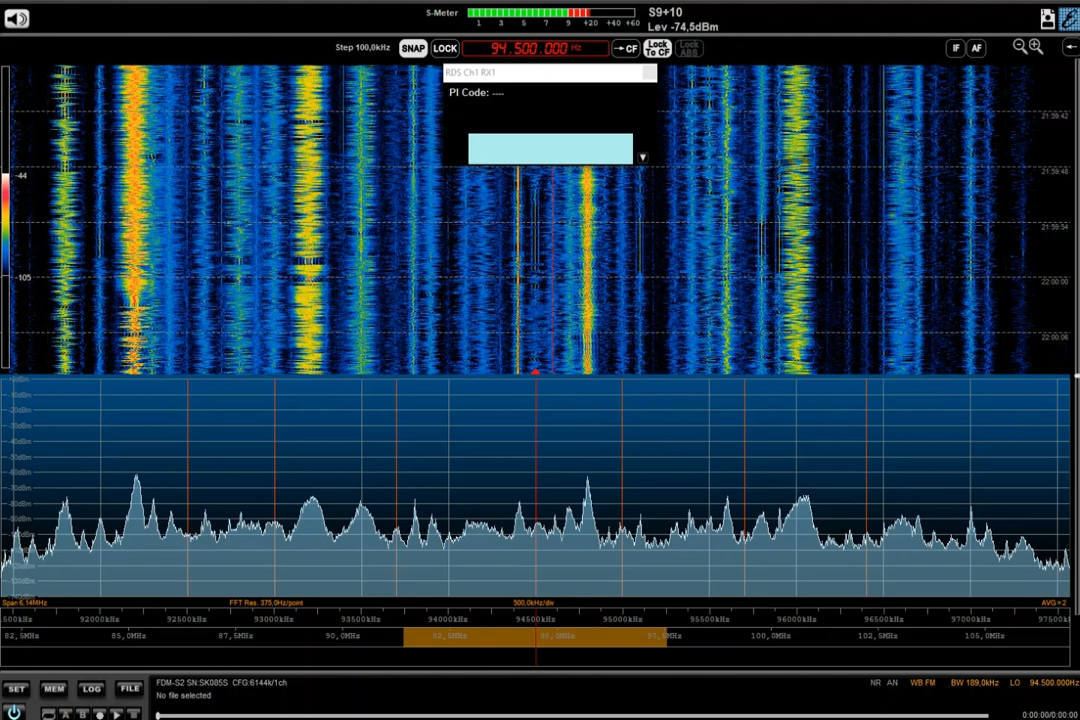 S-Meter
1 3 5 7 9 +20 +40 +60
S9+10
Lev -74,5dBm
Step 100,0kHz SNAP LOCK 94.500.000 Hz →CF Lock To CF Lock ABS IF AF
RDS Ch1 RX1
PI Code: ----
21:59:42
-44
21:59:48
21:59:54
-105
22:00:00
22:00:06
Span 6,14MHz FFT Res. 375,0Hz/point 500,0kHz/div AVG=2
92000kHz 92500kHz 93000kHz 93500kHz 94000kHz 94500kHz 95000kHz 95500kHz 96000kHz 96500kHz 97000kHz 97500k
82,5MHz 85,0MHz 87,5MHz 90,0MHz 92,5MHz 95,0MHz 97,5MHz 100,0MHz 102,5MHz 105,0MHz
SET MEM LOG FILE
FDM-S2 SN:SK085S CFG:6144k/1ch
No file selected
NR AN WB FM BW 189,0kHz LO 94.500.000Hz
A B
0:00:00/0:00:00